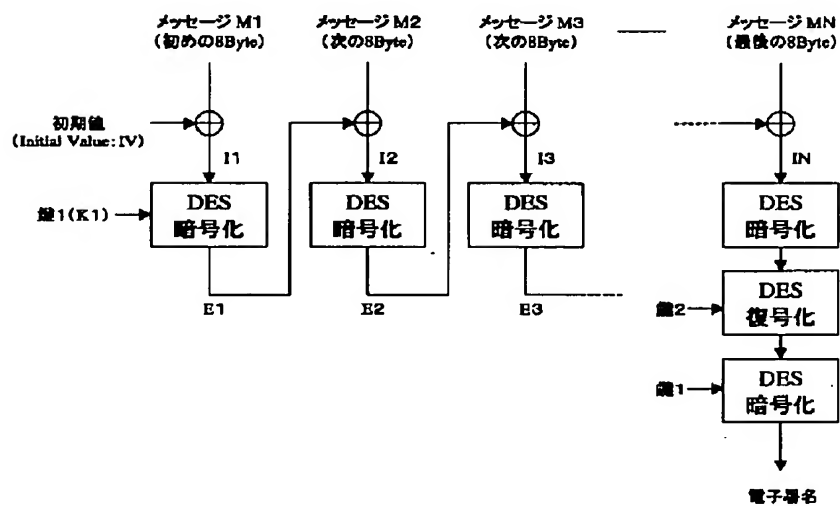 メッセージ M1
(初めの8Byte)
メッセージ M2
(次の8Byte)
メッセージ M3
(次の8Byte)
メッセージ MN
(最後の8Byte)
初期値
(Initial Value: IV)
I1
I2
I3
IN
鍵1(K1)
DES
暗号化
DES
暗号化
DES
暗号化
DES
暗号化
E1
E2
E3
鍵2
DES
復号化
鍵1
DES
暗号化
電子署名